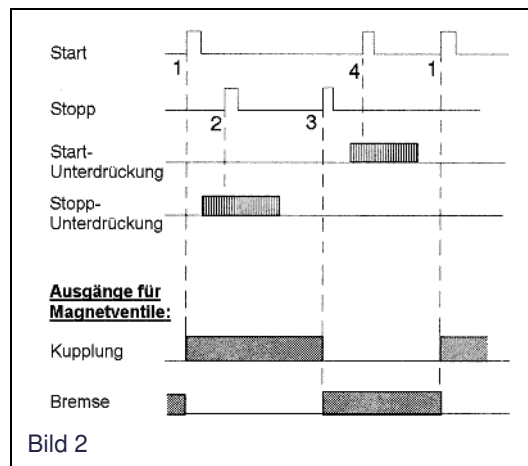 Start
1
4
1
Stopp
2
3
Start-
Unterdrückung
Stopp-
Unterdrückung
Ausgänge für
Magnetventile:
Kupplung
Bremse
Bild 2